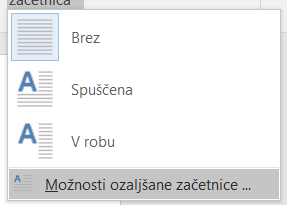 začetnica
Brez
Spuščena
V robu
Možnosti ozaljšane začetnice ...